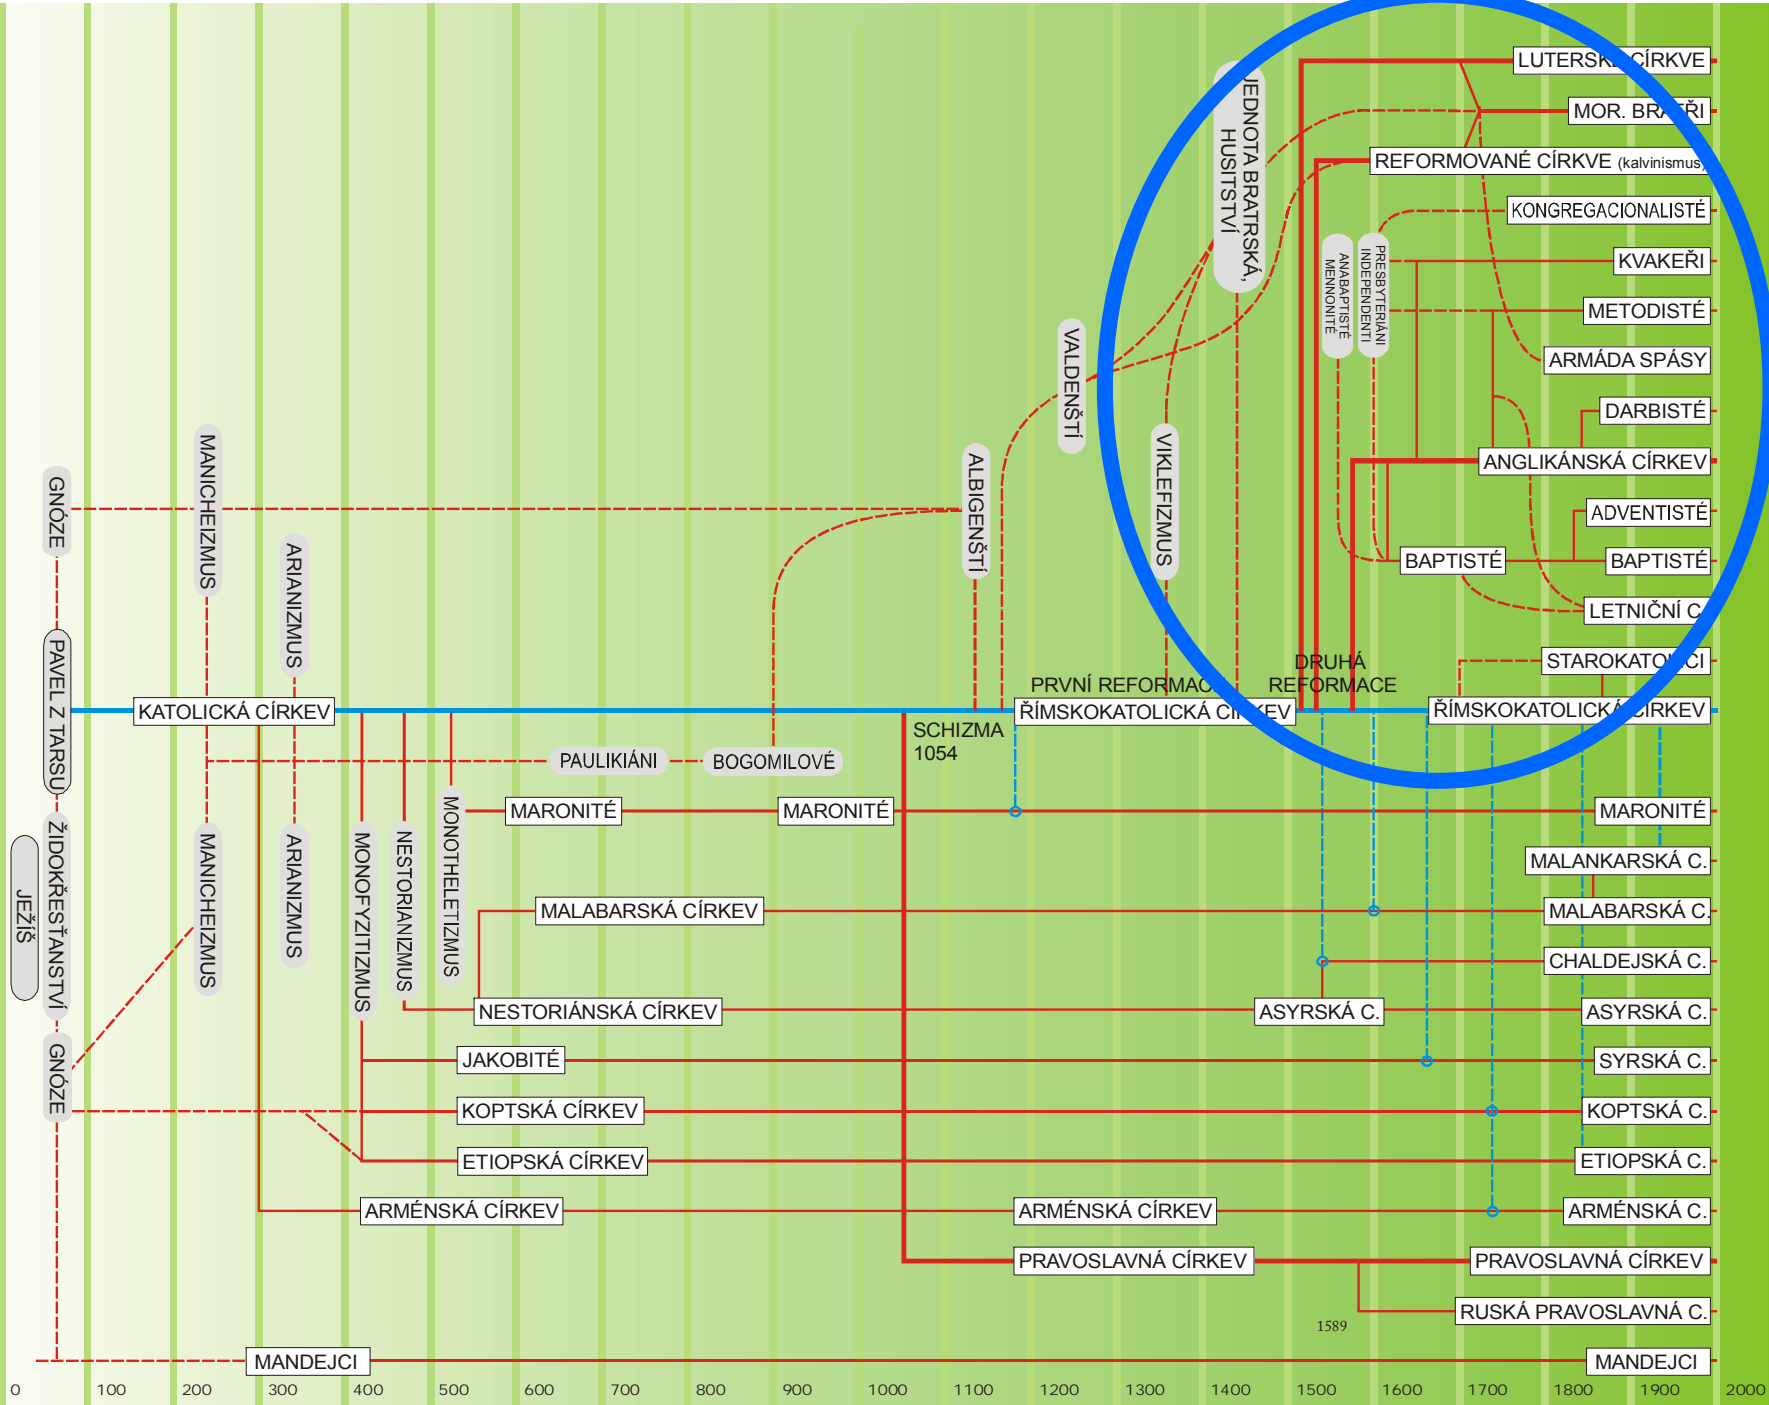 LUTERSKÉ CÍRKVE
MOR. BRATŘI
REFORMOVANÉ CÍRKVE (kalvinismus)
KONGREGACIONALISTÉ
KVAKEŘI
METODISTÉ
ARMÁDA SPÁSY
DARBISTÉ
ANGLIKÁNSKÁ CÍRKEV
ADVENTISTÉ
BAPTISTÉ
BAPTISTÉ
LETNIČNÍ C.
STAROKATOLICI
JEDNOTA BRATRSKÁ,
HUSITSTVÍ
ANABAPTISTÉ
MENNONITÉ
PRESBYTERIÁNI
INDEPENDENTI
VALDENŠTÍ
VIKLEFIZMUS
ALBIGENŠTÍ
MANICHEIZMUS
ARIANIZMUS
GNÓZE
PAVEL Z TARSU
ŽIDOKŘESŤANSTVÍ
JEŽÍŠ
GNÓZE
KATOLICKÁ CÍRKEV
PRVNÍ REFORMACE
DRUHÁ
REFORMACE
ŘÍMSKOKATOLICKÁ CÍRKEV
ŘÍMSKOKATOLICKÁ CÍRKEV
SCHIZMA
1054
PAULIKIÁNI
BOGOMILOVÉ
MANICHEIZMUS
ARIANIZMUS
MONOFYZITIZMUS
NESTORIANIZMUS
MONOTHELETIZMUS
MARONITÉ
MARONITÉ
MARONITÉ
MALANKARSKÁ C.
MALABARSKÁ CÍRKEV
MALABARSKÁ C.
CHALDEJSKÁ C.
NESTORIÁNSKÁ CÍRKEV
ASYRSKÁ C.
ASYRSKÁ C.
JAKOBITÉ
SYRSKÁ C.
KOPTSKÁ CÍRKEV
KOPTSKÁ C.
ETIOPSKÁ CÍRKEV
ETIOPSKÁ C.
ARMÉNSKÁ CÍRKEV
ARMÉNSKÁ CÍRKEV
ARMÉNSKÁ C.
PRAVOSLAVNÁ CÍRKEV
PRAVOSLAVNÁ CÍRKEV
RUSKÁ PRAVOSLAVNÁ C.
1589
MANDEJCI
MANDEJCI
0 100 200 300 400 500 600 700 800 900 1000 1100 1200 1300 1400 1500 1600 1700 1800 1900 2000